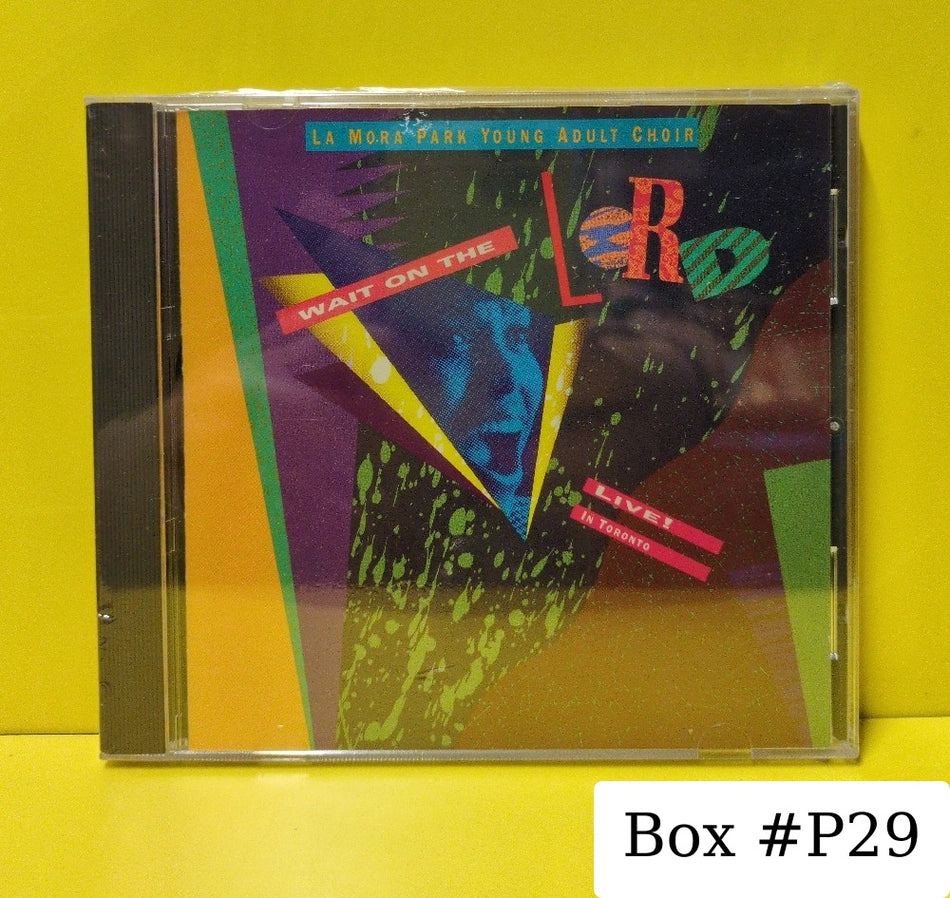 LA MORA PARK YOUNG ADULT CHOIR
WAIT ON THE
LORD
LIVE!
IN TORONTO
Box #P29